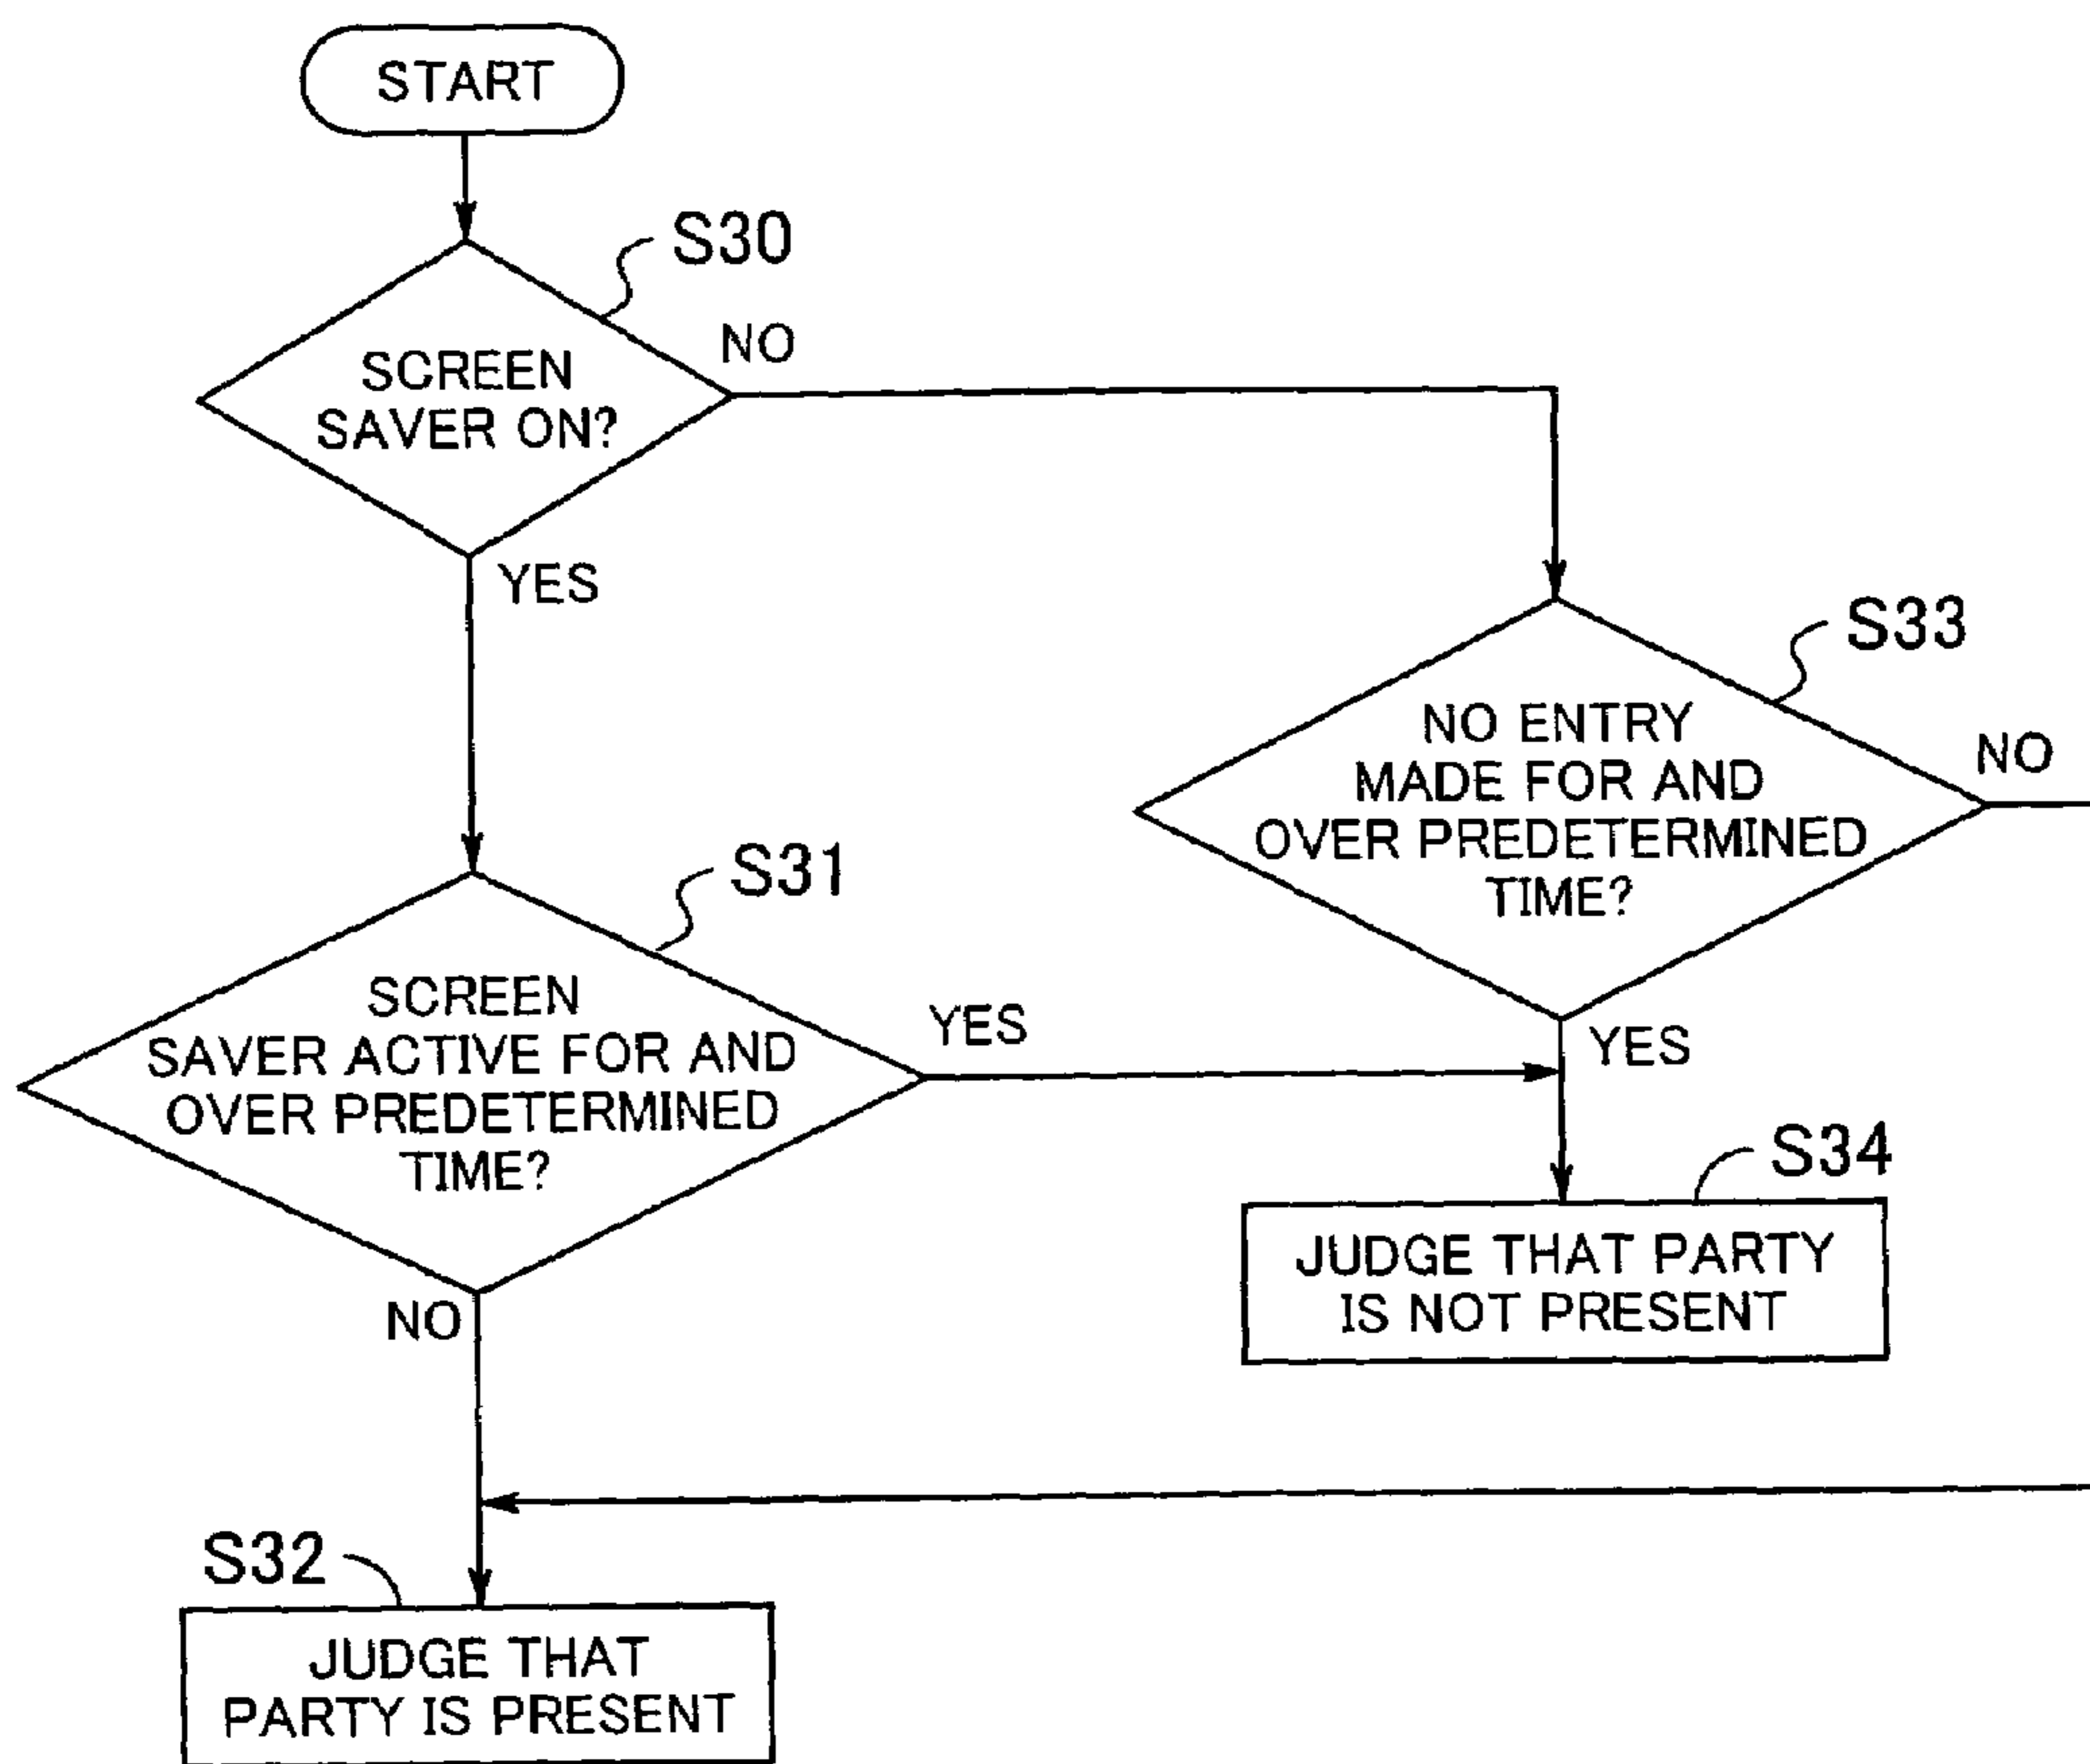 START
S30
NO
SCREEN
SAVER ON?
YES
S33
NO ENTRY
MADE FOR AND
OVER PREDETERMINED
TIME?
NO
YES
S31
SCREEN
SAVER ACTIVE FOR AND
OVER PREDETERMINED
TIME?
YES
NO
S34
JUDGE THAT PARTY
IS NOT PRESENT
S32
JUDGE THAT
PARTY IS PRESENT